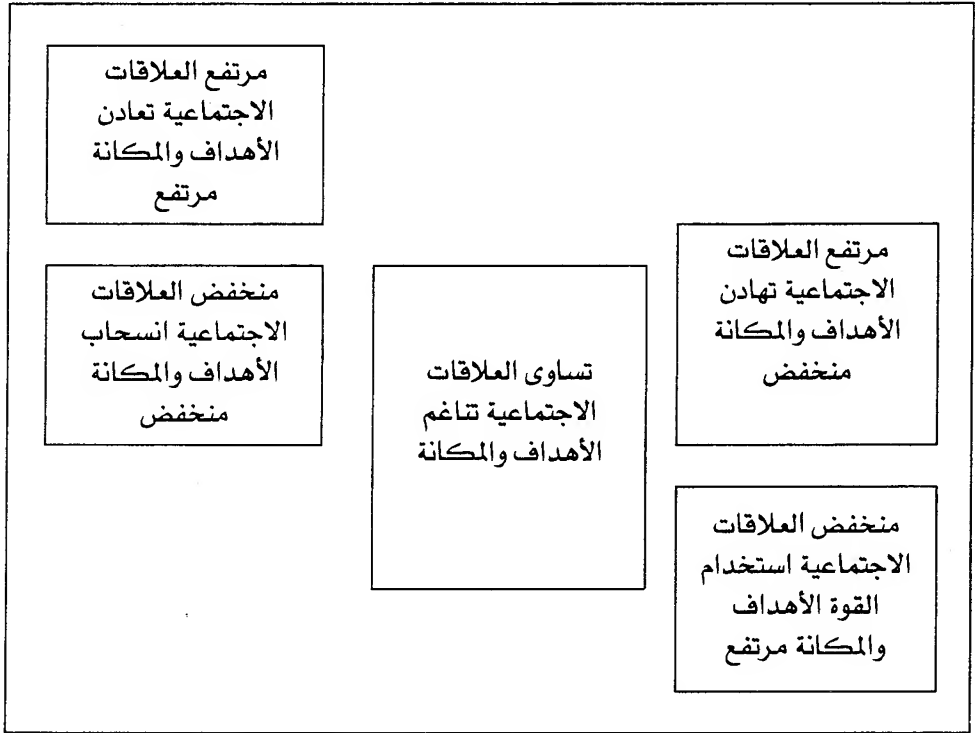 مرتفع العلاقات
الاجتماعية تهادن
الأهداف والمكانة
منخفض
منخفض العلاقات
الاجتماعية استخدام
القوة الأهداف
والمكانة مرتفع
تساوى العلاقات
الاجتماعية تناغم
الأهداف والمكانة
مرتفع العلاقات
الاجتماعية تعادن
الأهداف والمكانة
مرتفع
منخفض العلاقات
الاجتماعية انسحاب
الأهداف والمكانة
منخفض